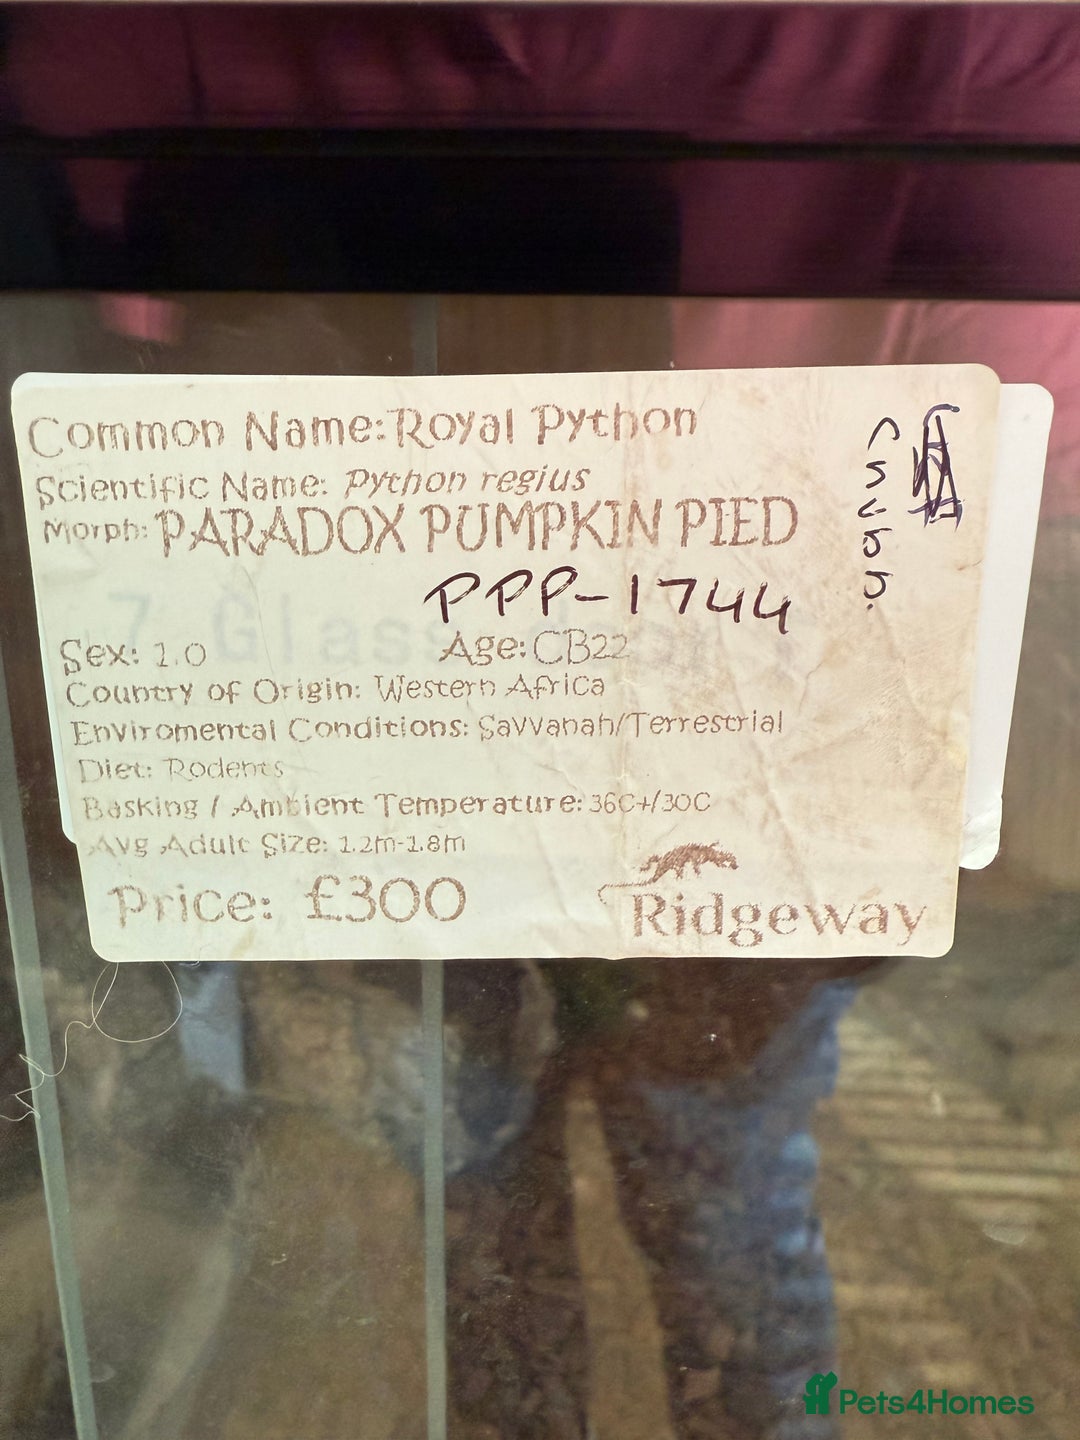 Common Name: Royal Python
Scientific Name: Python regius
Morph: PARADOX PUMPKIN PIED
PPP-1744
Sex: 1.0 Age: CB22
Country of Origin: Western Africa
Enviromental Conditions: Savvanah/Terrestrial
Diet: Rodents
Basking / Ambient Temperature: 36C+/30C
Avg Adult Size: 1.2m-1.8m
Price: £300
Ridgeway
Pets4Homes